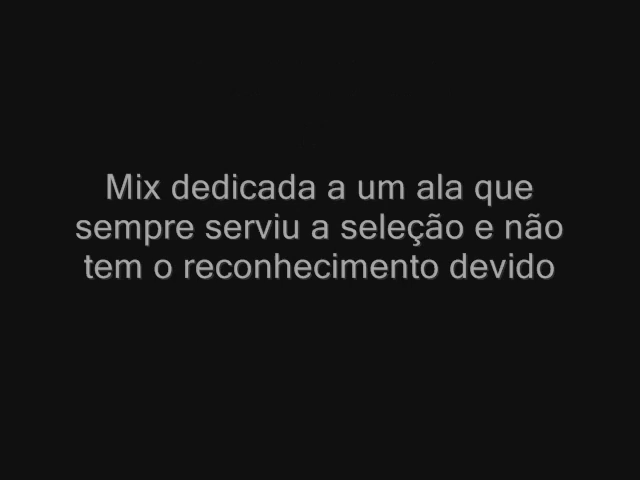 Mix dedicada a um ala que
sempre serviu a seleção e não
tem o reconhecimento devido